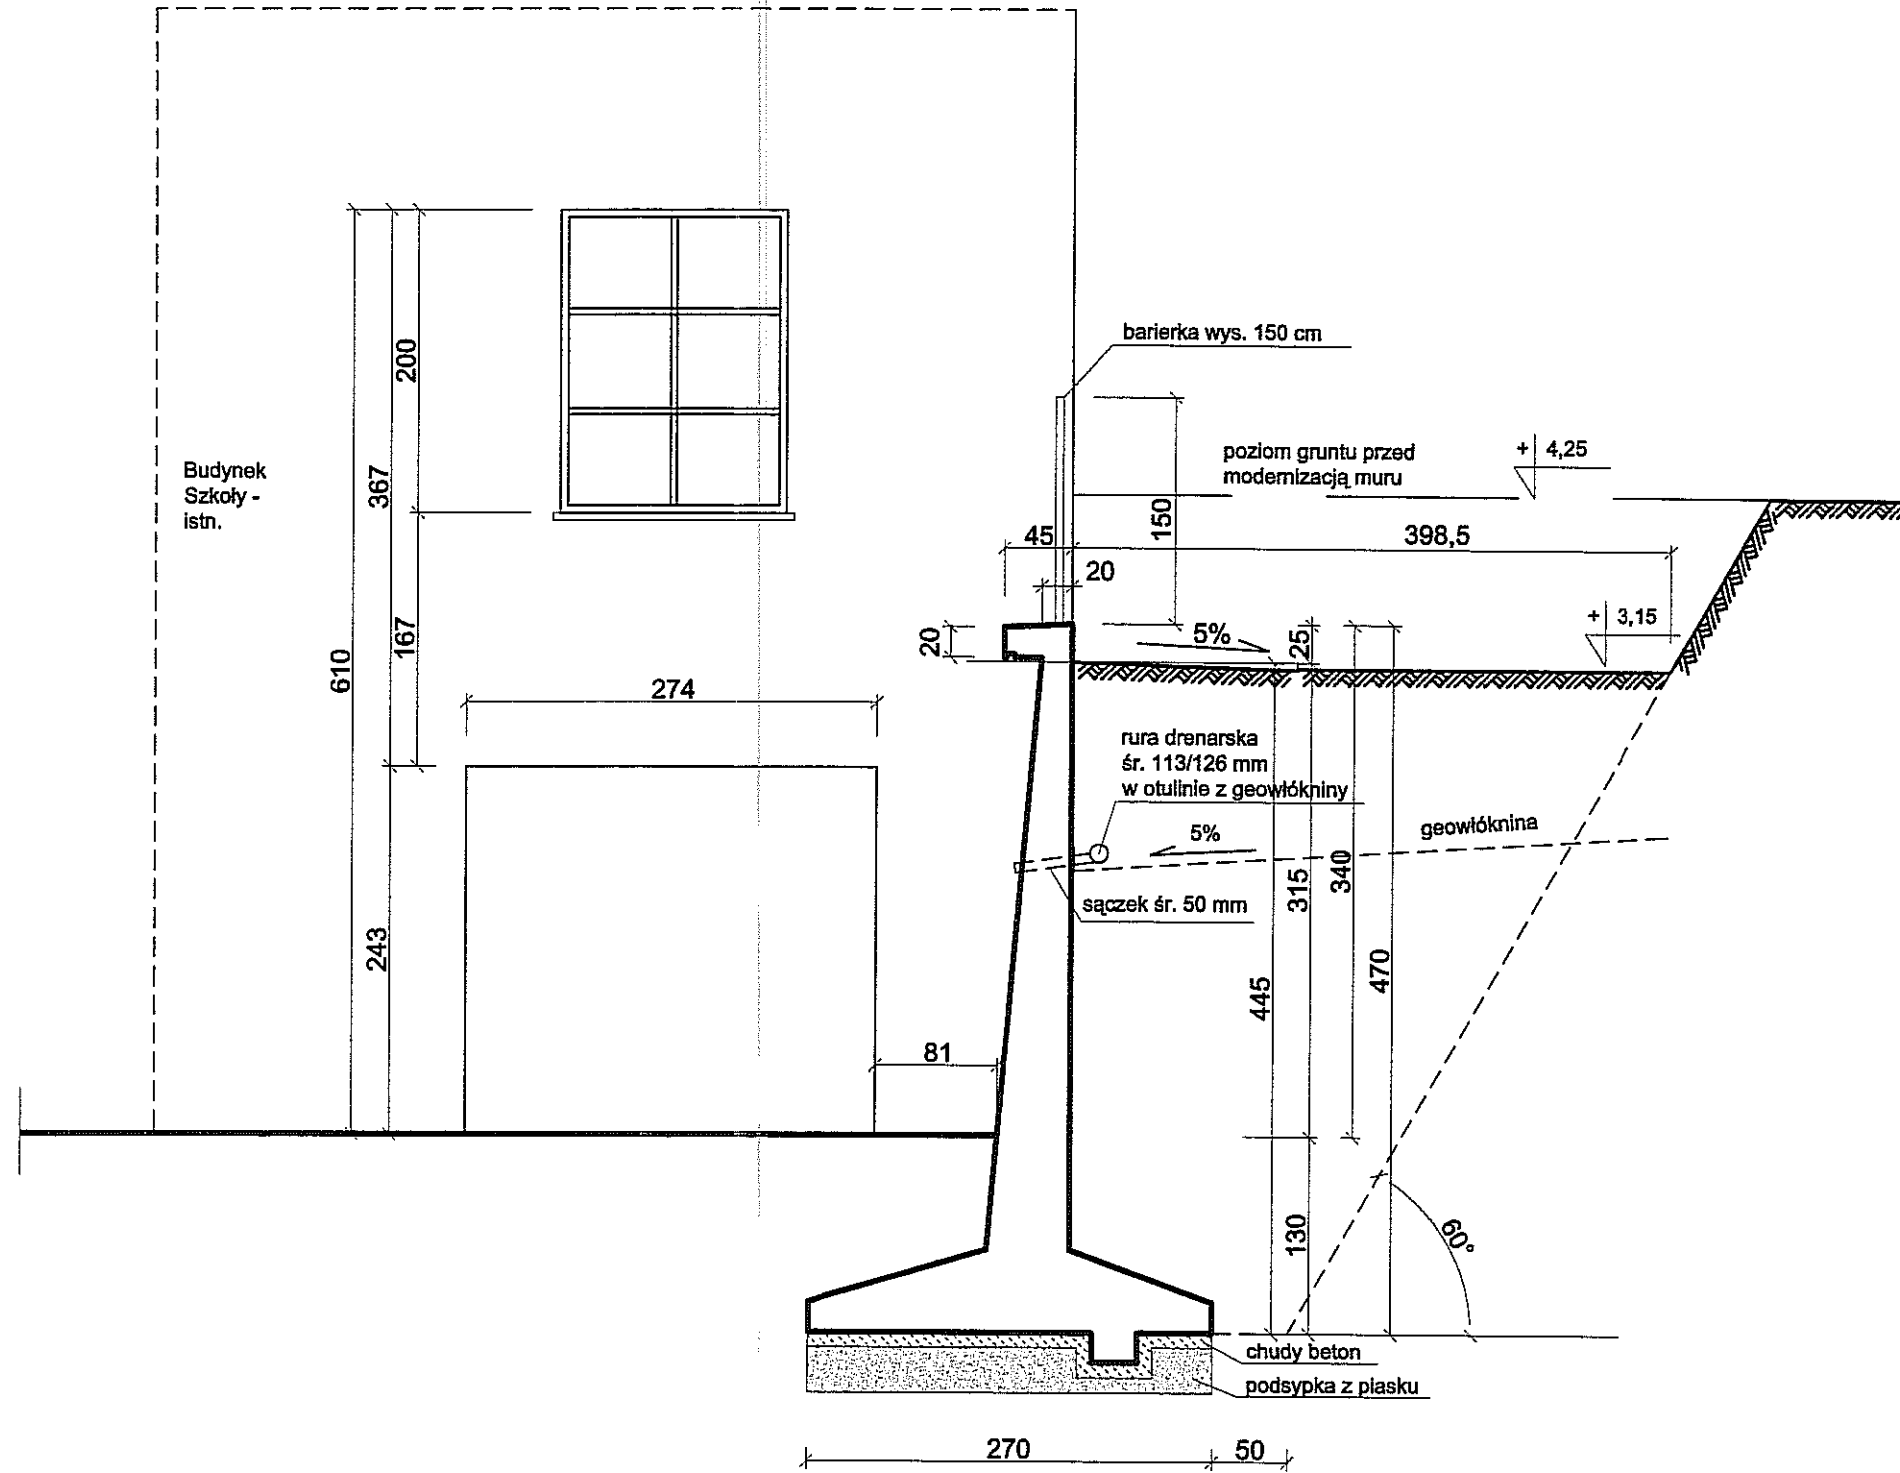 barierka wys. 150 cm
200
Budynek
Szkoły -
istn.
367
poziom gruntu przed
modernizacją muru
+ 4,25
150
45
398,5
20
20
5%
25
+ 3,15
167
610
274
rura drenarska
śr. 113/126 mm
w otulinie z geowłókniny
5%
geowłóknina
315
340
sączek śr. 50 mm
243
445
470
81
130
60°
chudy beton
podsypka z piasku
270
50